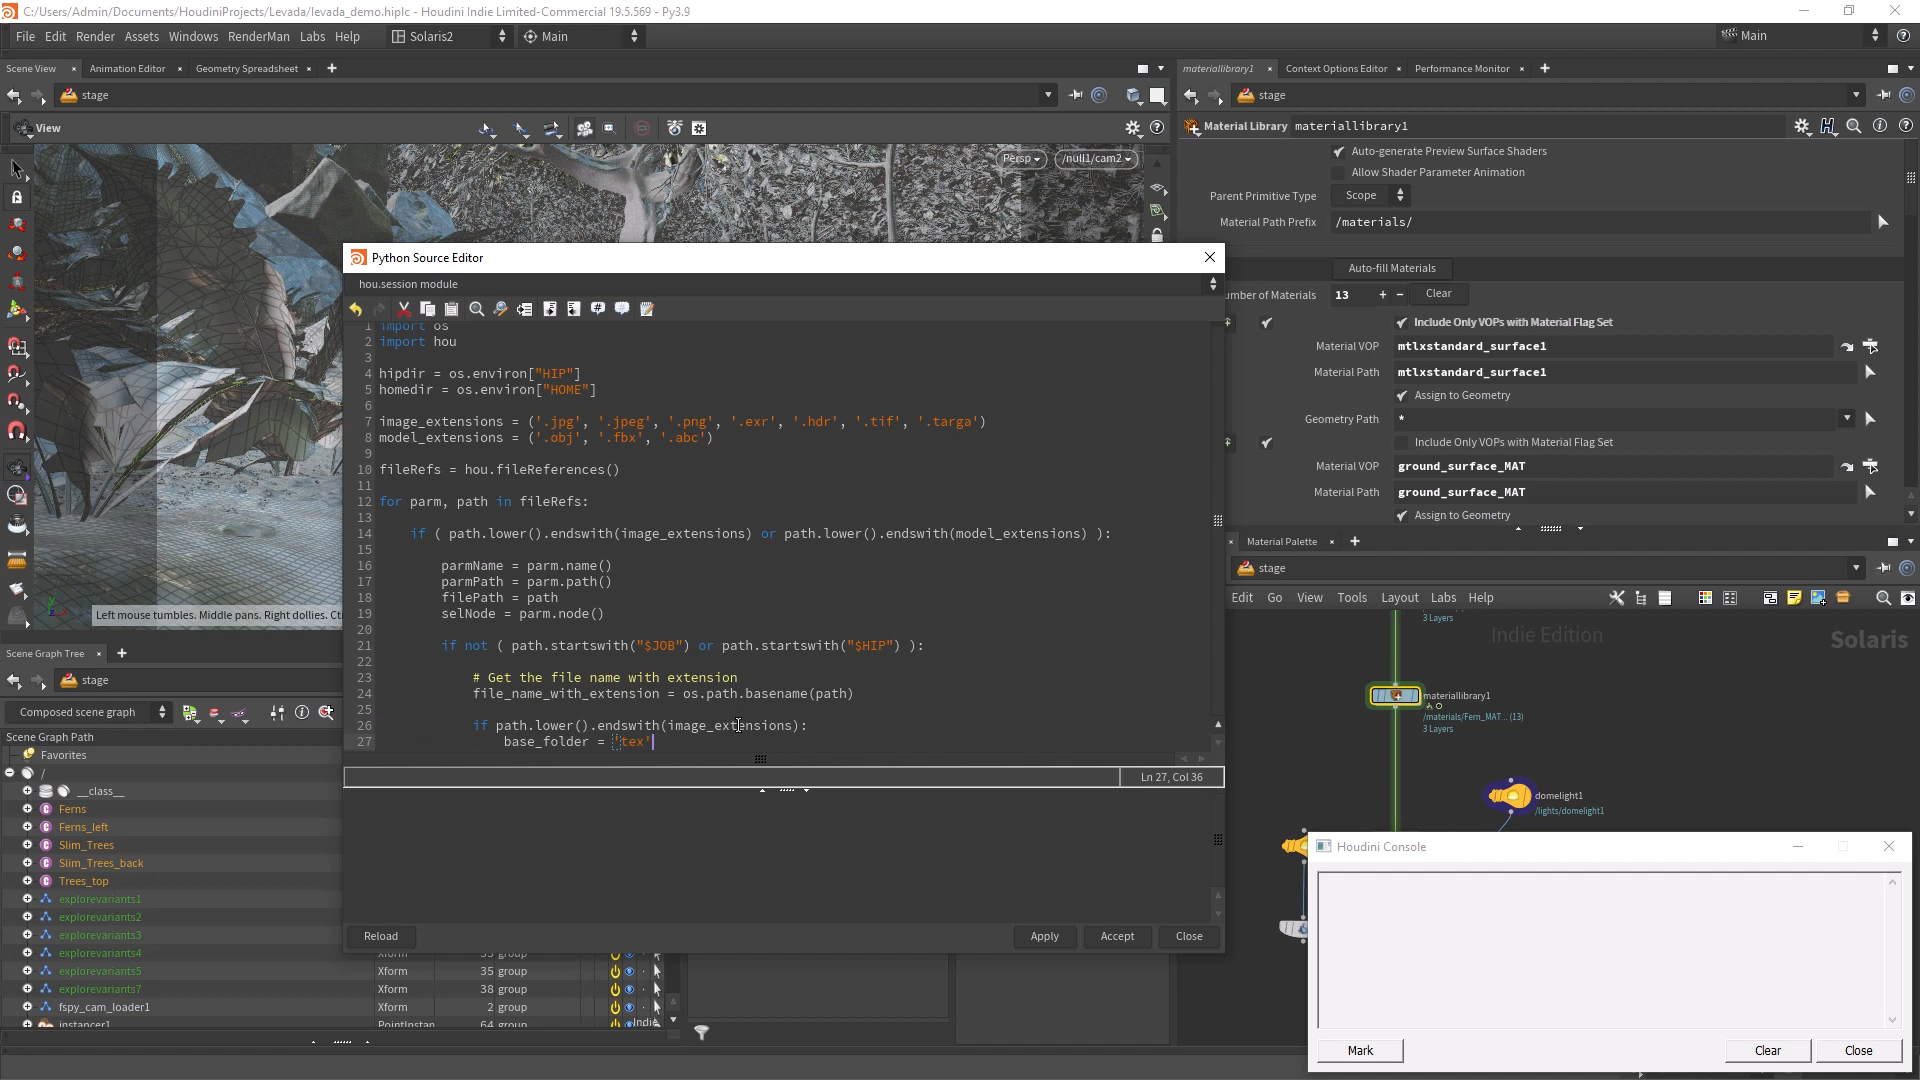 C:/Users/Admin/Documents/HoudiniProjects/Levada/levada_demo.hiplc - Houdini Indie Limited-Commercial 19.5.569 - Py3.9
File Edit Render Assets Windows RenderMan Labs Help Solaris2 Main Main
Scene View Animation Editor Geometry Spreadsheet
stage
View
Persp /null1/cam2
Left mouse tumbles. Middle pans. Right dollies.
materiallibrary1 Context Options Editor Performance Monitor
stage
Material Library materiallibrary1
Auto-generate Preview Surface Shaders
Allow Shader Parameter Animation
Parent Primitive Type Scope
Material Path Prefix /materials/
Auto-fill Materials
umber of Materials 13 + − Clear
Include Only VOPs with Material Flag Set
Material VOP mtlxstandard_surface1
Material Path mtlxstandard_surface1
Assign to Geometry
Geometry Path *
Include Only VOPs with Material Flag Set
Material VOP ground_surface_MAT
Material Path ground_surface_MAT
Assign to Geometry
Python Source Editor
hou.session module
1 import os
2 import hou
3
4 hipdir = os.environ["HIP"]
5 homedir = os.environ["HOME"]
6
7 image_extensions = ('.jpg', '.jpeg', '.png', '.exr', '.hdr', '.tif', '.targa')
8 model_extensions = ('.obj', '.fbx', '.abc')
9
10 fileRefs = hou.fileReferences()
11
12 for parm, path in fileRefs:
13
14 if ( path.lower().endswith(image_extensions) or path.lower().endswith(model_extensions) ):
15
16 parmName = parm.name()
17 parmPath = parm.path()
18 filePath = path
19 selNode = parm.node()
20
21 if not ( path.startswith("$JOB") or path.startswith("$HIP") ):
22
23 # Get the file name with extension
24 file_name_with_extension = os.path.basename(path)
25
26 if path.lower().endswith(image_extensions):
27 base_folder = 'tex'
Ln 27, Col 36
Reload Apply Accept Close
Scene Graph Tree
stage
Composed scene graph
Scene Graph Path
Favorites
/
__class__
Ferns
Ferns_left
Slim_Trees
Slim_Trees_back
Trees_top
explorevariants1
explorevariants2
explorevariants3
explorevariants4
explorevariants5 Xform 35 group
explorevariants7 Xform 38 group
fspy_cam_loader1 Xform 2 group
instancer1 PointInstan 64 group
Material Palette
stage
Edit Go View Tools Layout Labs Help
3 Layers
Indie Edition
Solaris
materiallibrary1
/materials/Fern_MAT... (13)
3 Layers
domelight1
/lights/domelight1
Houdini Console
Mark Clear Close